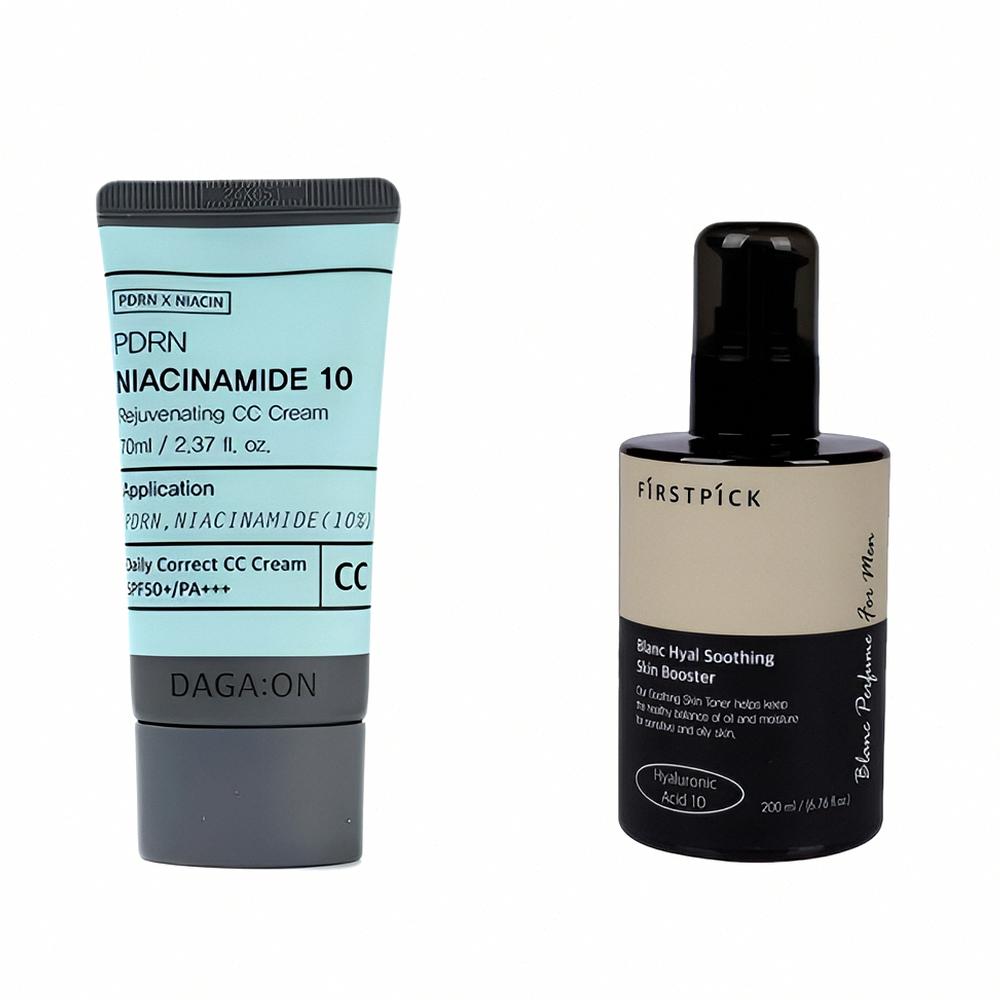 PDRN X NIACIN
PDRN
NIACINAMIDE 10
Rejuvenating CC Cream
70ml / 2.37 fl. oz.
Application
PDRN, NIACINAMIDE(10%)
Daily Correct CC Cream
SPF50+/PA+++
CC
DAGA:ON
FÍRSTPÍCK
Blanc Perfume For Men
Blanc Hyal Soothing
Skin Booster
Our Soothing Skin Toner helps keep
the healthy balance of oil and moisture
for sensitive and oily skin.
Hyaluronic
Acid 10
200 ml / (6.76 fl.oz)